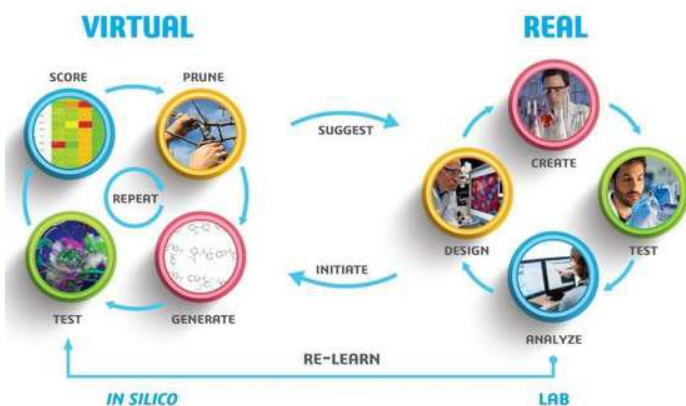 VIRTUAL
REAL
SCORE
PRUNE
REPEAT
TEST
GENERATE
SUGGEST
INITIATE
CREATE
DESIGN
TEST
ANALYZE
RE-LEARN
IN SILICO
LAB